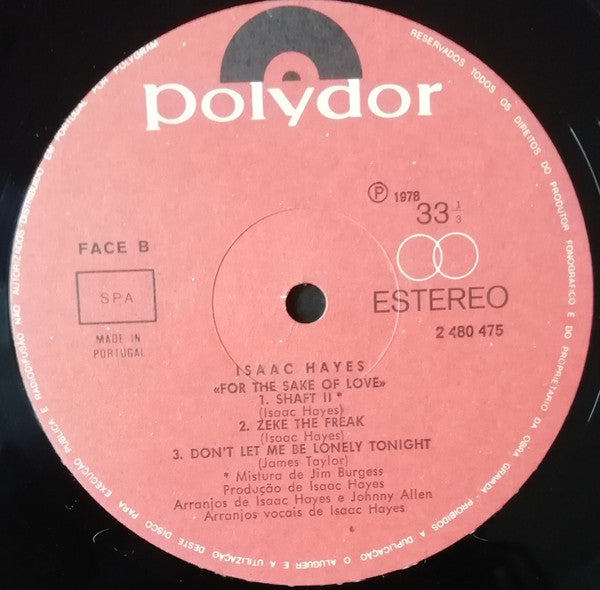 polydor
RESERVADOS TODOS OS DIREITOS DO PRODUTOR FONOGRÁFICO E DO PROPRIETÁRIO DA OBRA GRAVADA · PROIBIDOS A DUPLICAÇÃO O ALUGUER E A UTILIZAÇÃO DESTE DISCO PARA EXECUÇÃO PÚBLICA E RADIODIFUSÃO NÃO AUTORIZADOS
DISTRIBUÍDO EM PORTUGAL POR POLYGRAM
℗ 1978
33 1/3
FACE B
SPA
MADE IN
PORTUGAL
ESTEREO
2 480 475
ISAAC HAYES
«FOR THE SAKE OF LOVE»
1. SHAFT II *
(Isaac Hayes)
2. ZEKE THE FREAK
(Isaac Hayes)
3. DON'T LET ME BE LONELY TONIGHT
(James Taylor)
* Mistura de Jim Burgess
Produção de Isaac Hayes
Arranjos de Isaac Hayes e Johnny Allen
Arranjos vocais de Isaac Hayes